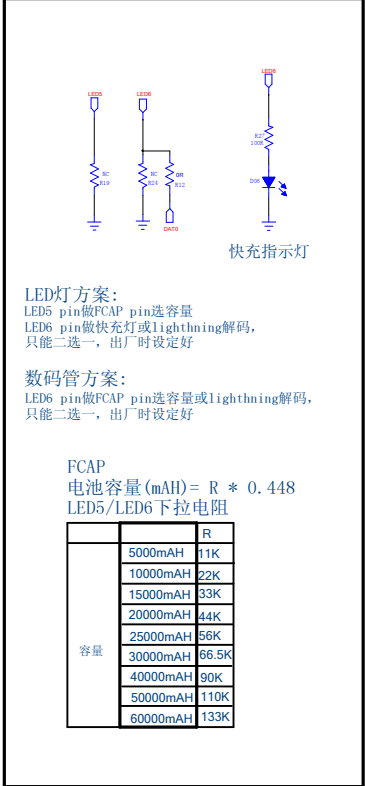 LED5
LED6
LED6
R27
100R
NC
R19
NC
R24
0R
R12
D06
DAT0
快充指示灯
LED灯方案:
LED5 pin做FCAP pin选容量
LED6 pin做快充灯或lighthning解码,
只能二选一, 出厂时设定好
数码管方案:
LED6 pin做FCAP pin选容量或lighthning解码,
只能二选一, 出厂时设定好
FCAP
电池容量(mAH)= R * 0.448
LED5/LED6下拉电阻
R
容量
5000mAH 11K
10000mAH 22K
15000mAH 33K
20000mAH 44K
25000mAH 56K
30000mAH 66.5K
40000mAH 90K
50000mAH 110K
60000mAH 133K